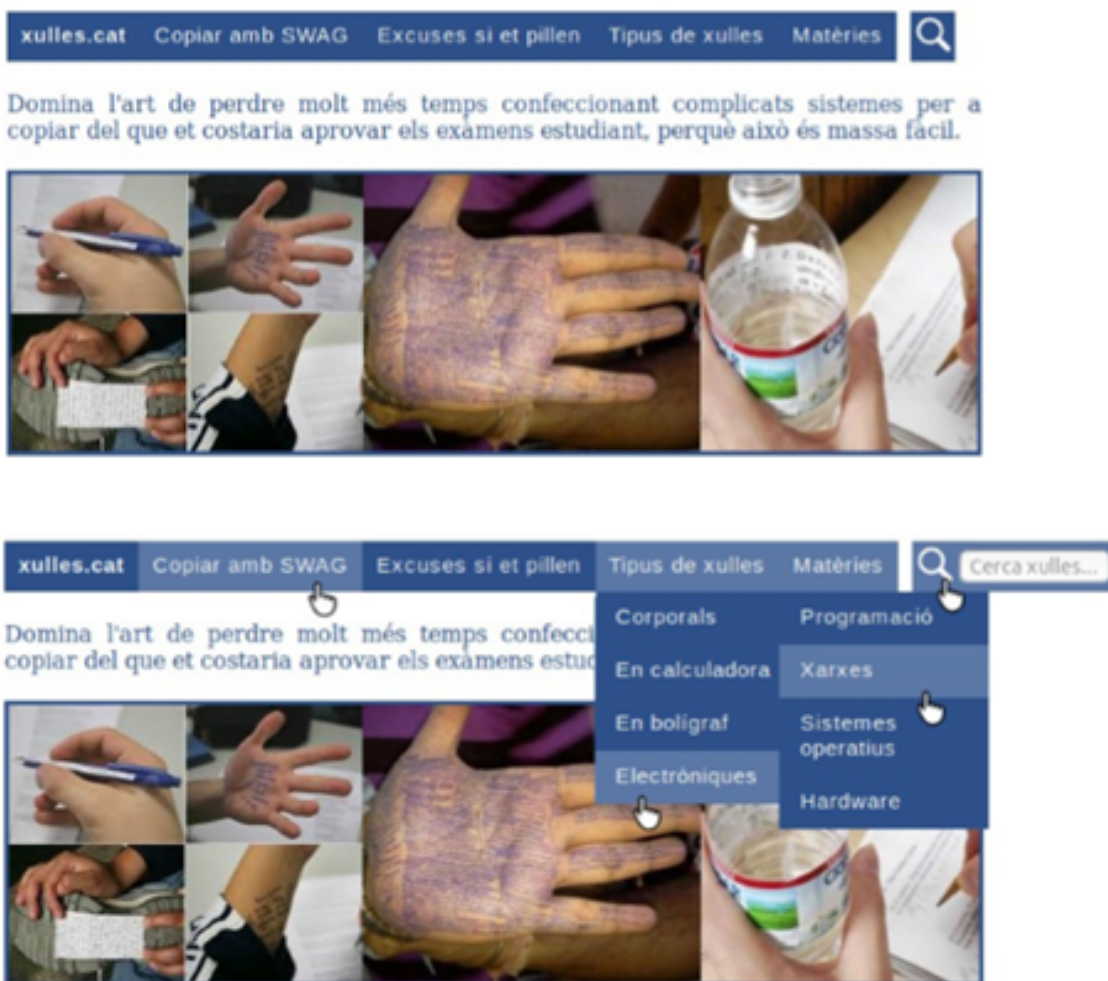 xulles.cat Copiar amb SWAG Excuses si et pillen Tipus de xulles Matèries
Domina l'art de perdre molt més temps confeccionant complicats sistemes per a
copiar del que et costaria aprovar els exàmens estudiant, perquè això és massa fàcil.
xulles.cat Copiar amb SWAG Excuses si et pillen Tipus de xulles Matèries Cerca xulles...
Domina l'art de perdre molt més temps confecci
copiar del que et costaria aprovar els exàmens estud
Corporals
En calculadora
En bolígraf
Electròniques
Programació
Xarxes
Sistemes
operatius
Hardware